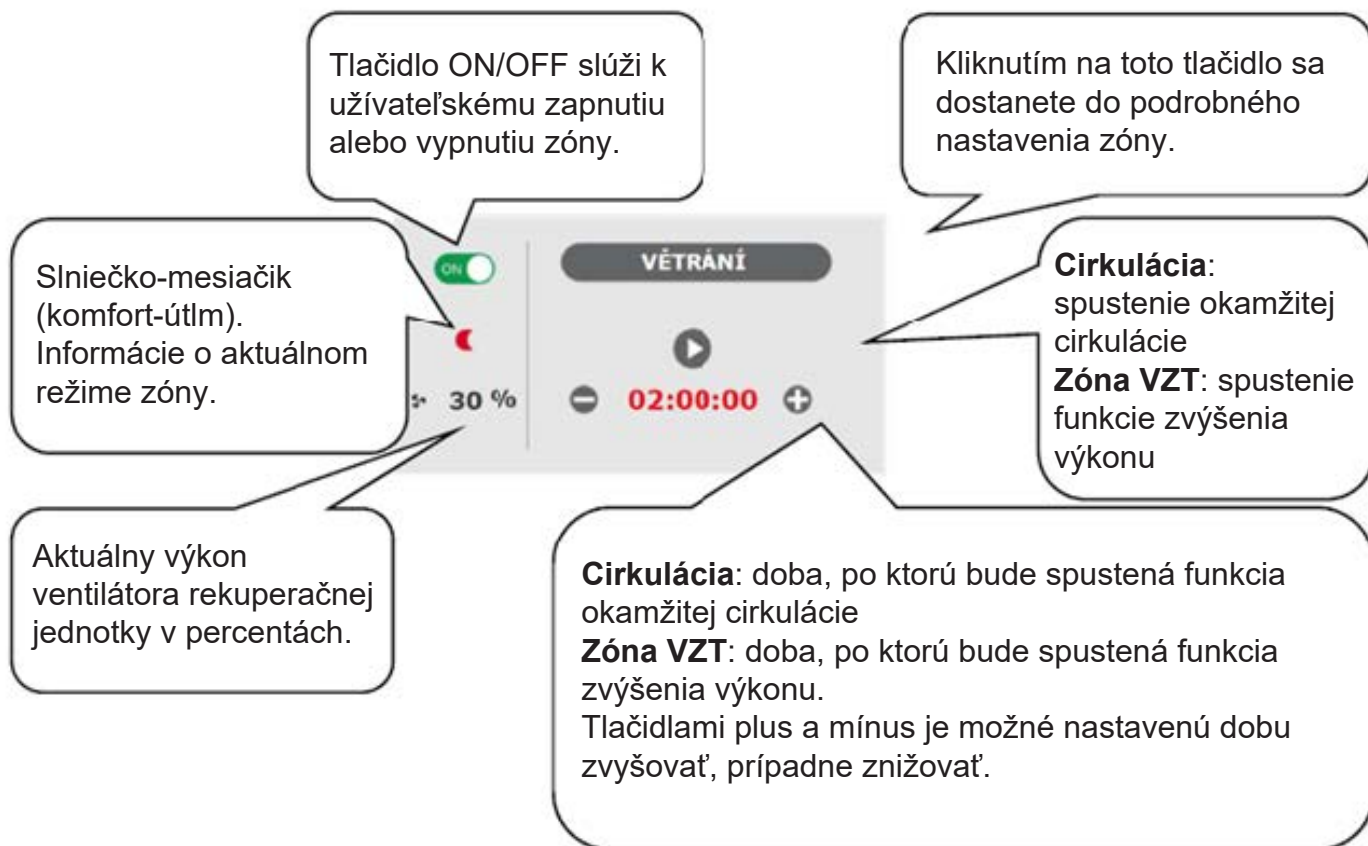 Tlačidlo ON/OFF slúži k
užívateľskému zapnutiu
alebo vypnutiu zóny.
Kliknutím na toto tlačidlo sa
dostanete do podrobného
nastavenia zóny.
Slniečko-mesiačik
(komfort-útlm).
Informácie o aktuálnom
režime zóny.
ON
VĚTRÁNÍ
30 %
02:00:00
Cirkulácia:
spustenie okamžitej
cirkulácie
Zóna VZT: spustenie
funkcie zvýšenia
výkonu
Aktuálny výkon
ventilátora rekuperačnej
jednotky v percentách.
Cirkulácia: doba, po ktorú bude spustená funkcia
okamžitej cirkulácie
Zóna VZT: doba, po ktorú bude spustená funkcia
zvýšenia výkonu.
Tlačidlami plus a mínus je možné nastavenú dobu
zvyšovať, prípadne znižovať.